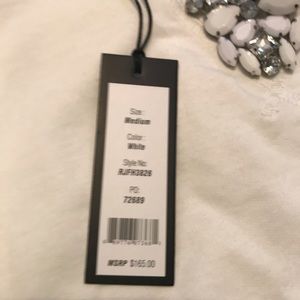 Size :
Medium
Color :
White
Style No:
RJFH3826
PO:
72689
MSRP $165.00